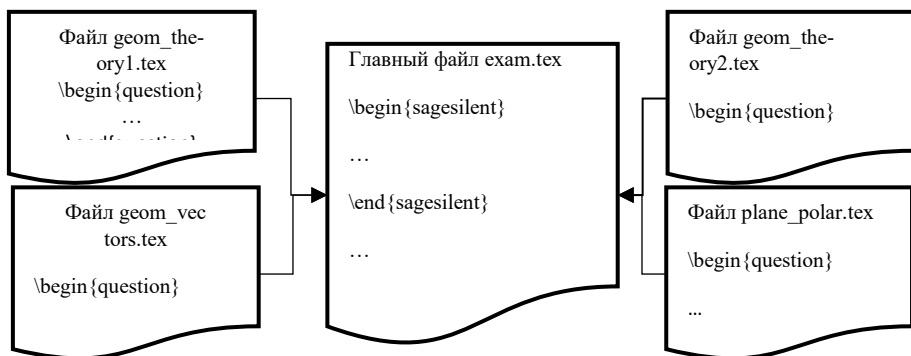 Файл geom_the-
ory1.tex
\begin{question}
…
Файл geom_vec
tors.tex
\begin{question}
Главный файл exam.tex
\begin{sagesilent}
…
\end{sagesilent}
…
Файл geom_the-
ory2.tex
\begin{question}
Файл plane_polar.tex
\begin{question}
...